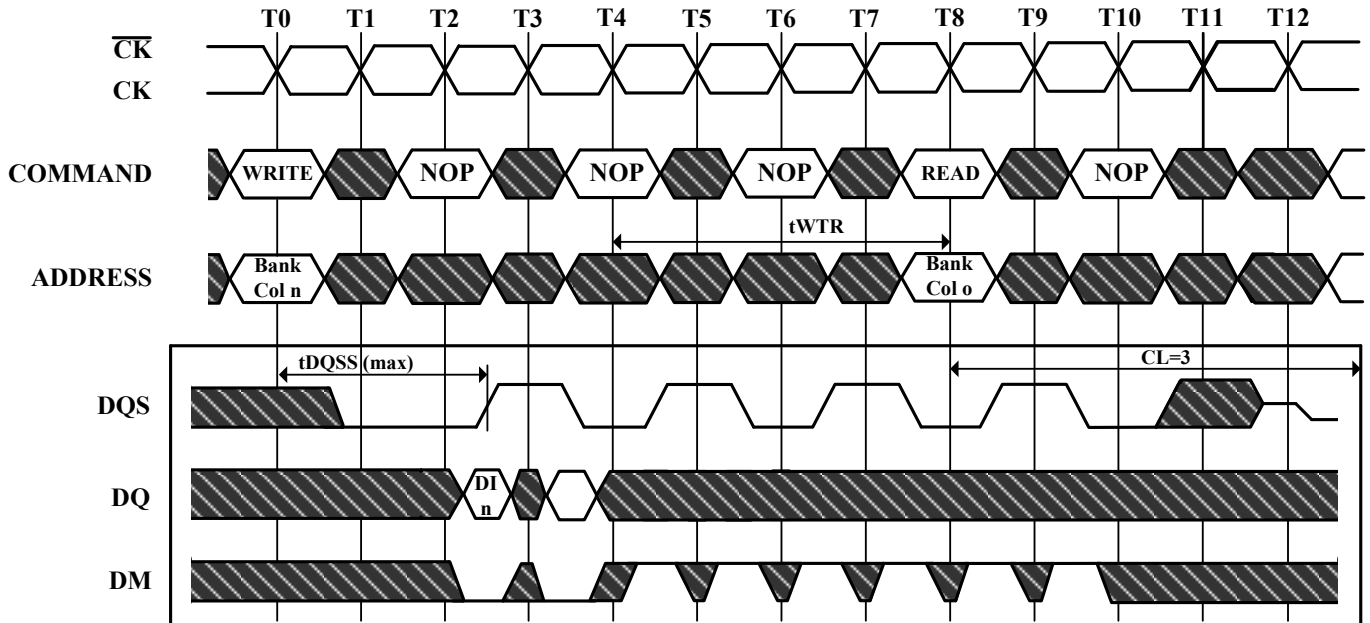 T0 T1 T2 T3 T4 T5 T6 T7 T8 T9 T10 T11 T12
CK
CK
COMMAND WRITE NOP NOP NOP READ NOP
tWTR
ADDRESS Bank Col n Bank Col o
tDQSS (max) CL=3
DQS
DQ DI n
DM